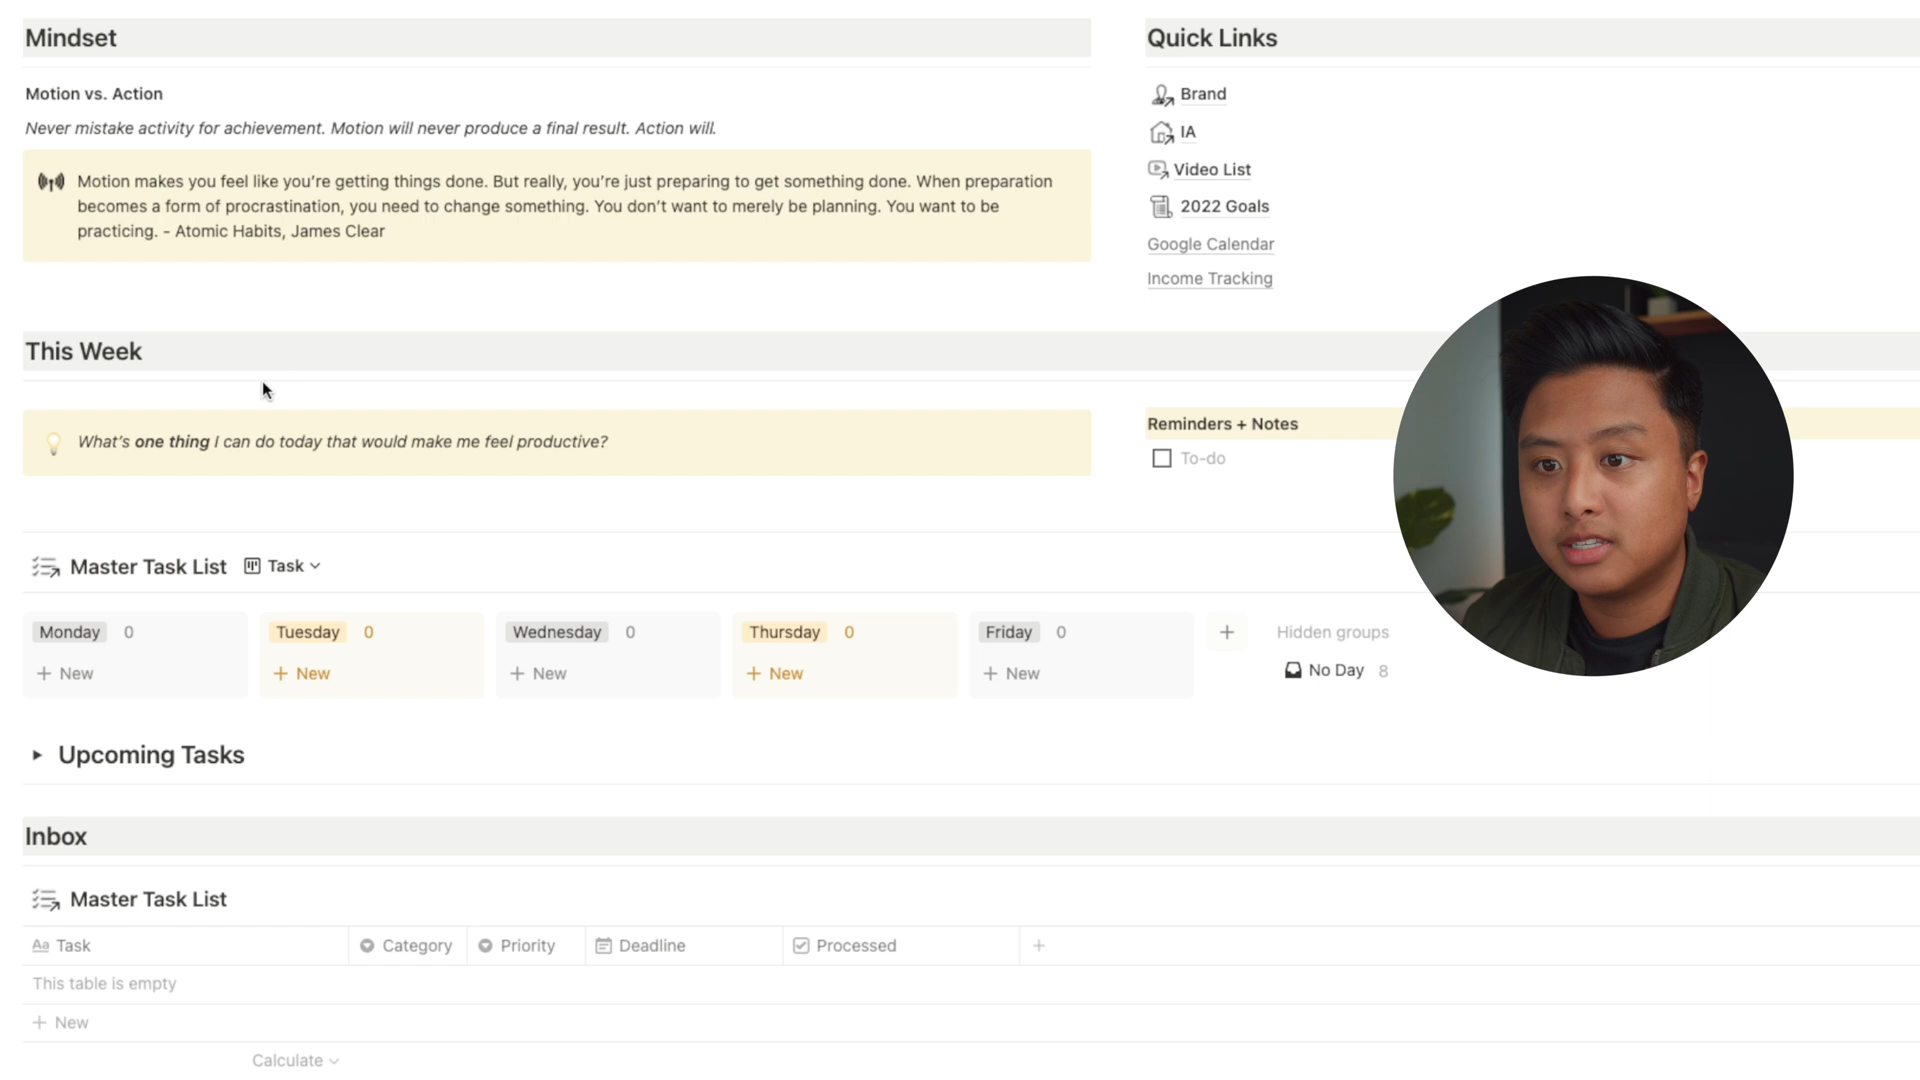 Mindset
Motion vs. Action
Never mistake activity for achievement. Motion will never produce a final result. Action will.
Motion makes you feel like you’re getting things done. But really, you’re just preparing to get something done. When preparation
becomes a form of procrastination, you need to change something. You don’t want to merely be planning. You want to be
practicing. - Atomic Habits, James Clear
Quick Links
Brand
IA
Video List
2022 Goals
Google Calendar
Income Tracking
This Week
What’s one thing I can do today that would make me feel productive?
Reminders + Notes
To-do
Master Task List Task
Monday 0 Tuesday 0 Wednesday 0 Thursday 0 Friday 0 + Hidden groups
+ New + New + New + New + New No Day 8
Upcoming Tasks
Inbox
Master Task List
Aa Task Category Priority Deadline Processed +
This table is empty
+ New
Calculate